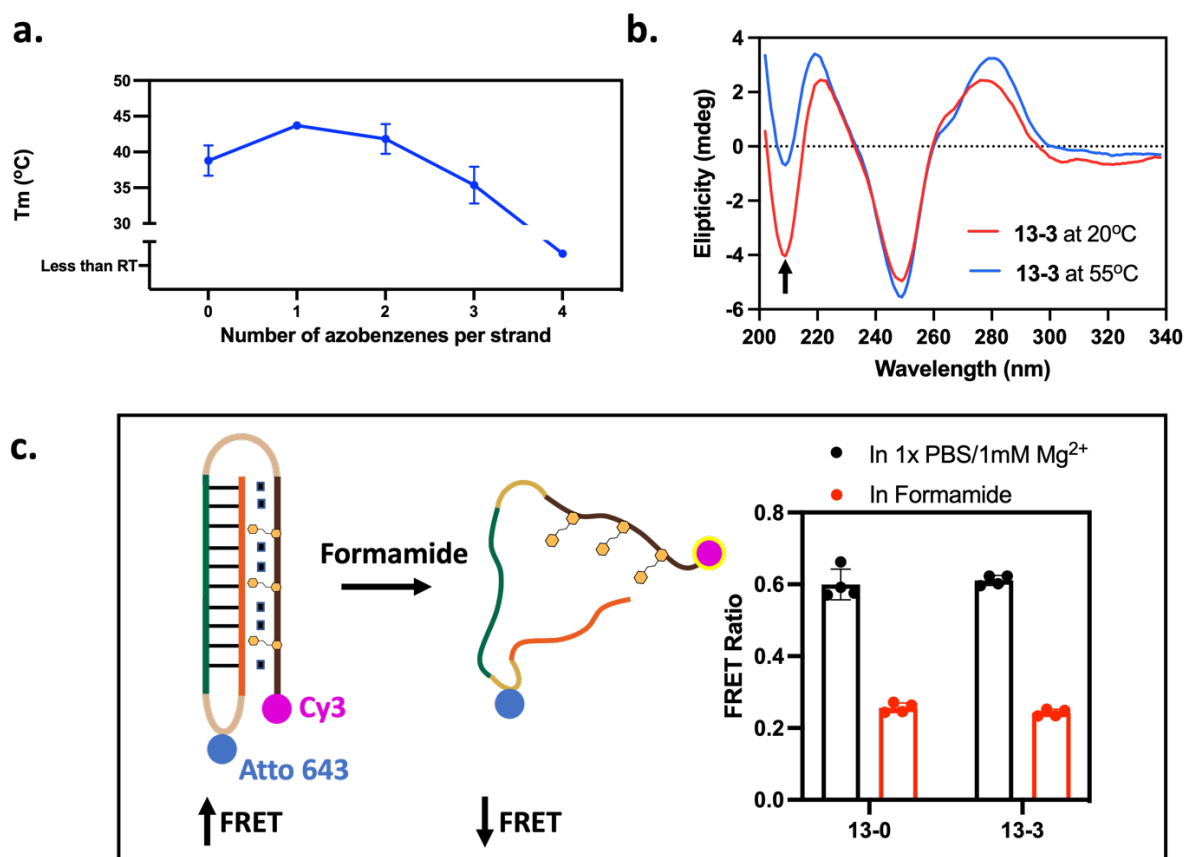 a.
50
45
40
35
30
Less than RT
Tm (ºC)
0 1 2 3 4
Number of azobenzenes per strand
b.
4
2
0
-2
-4
-6
Elipticity (mdeg)
13-3 at 20ºC
13-3 at 55ºC
200 220 240 260 280 300 320 340
Wavelength (nm)
c.
Formamide
Cy3
Atto 643
FRET
FRET
In 1x PBS/1mM Mg²⁺
In Formamide
0.8
0.6
0.4
0.2
0.0
FRET Ratio
13-0 13-3